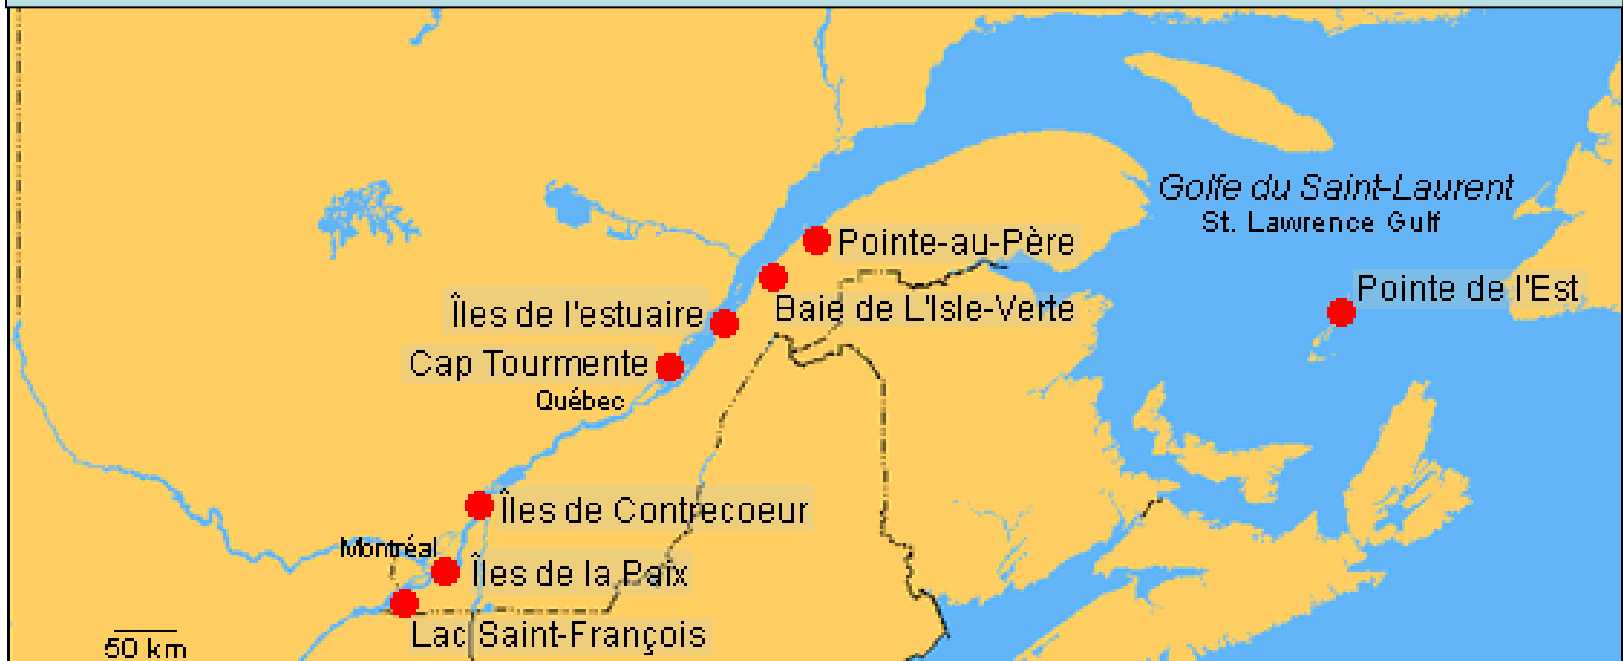 Golfe du Saint-Laurent
St. Lawrence Gulf
Pointe-au-Père
Pointe de l'Est
Baie de L'Isle-Verte
Îles de l'estuaire
Cap Tourmente
Québec
Îles de Contrecoeur
Montréal
Îles de la Paix
Lac Saint-François
50 km